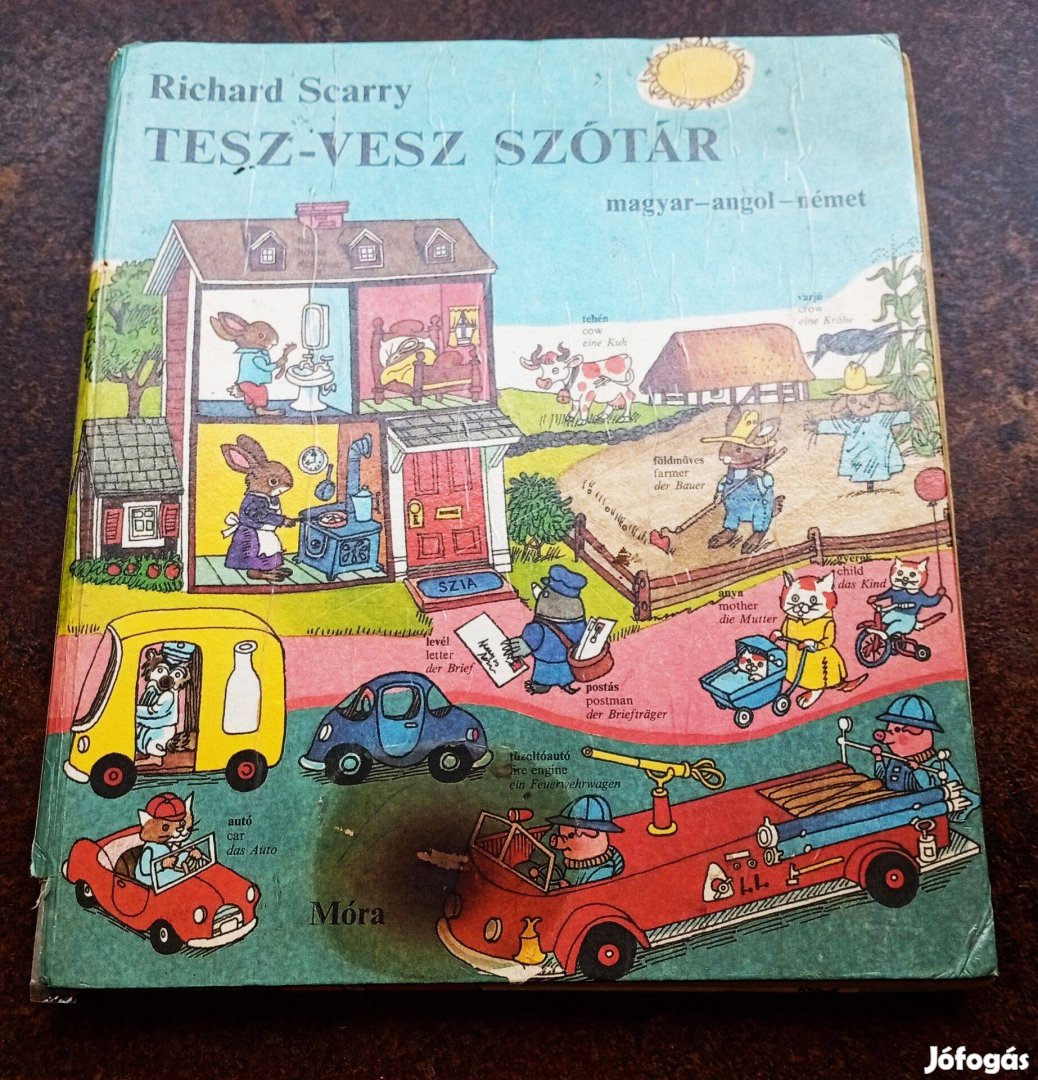 Richard Scarry
TESZ-VESZ SZÓTÁR
magyar–angol–német
house
varjú
crow
eine Krähe
tehén
cow
eine Kuh
földműves
farmer
der Bauer
gyerek
child
das Kind
SZIA
anya
mother
die Mutter
levél
letter
der Brief
postás
postman
der Briefträger
tűzoltóautó
fire engine
ein Feuerwehrwagen
autó
car
das Auto
Móra
Jófogás